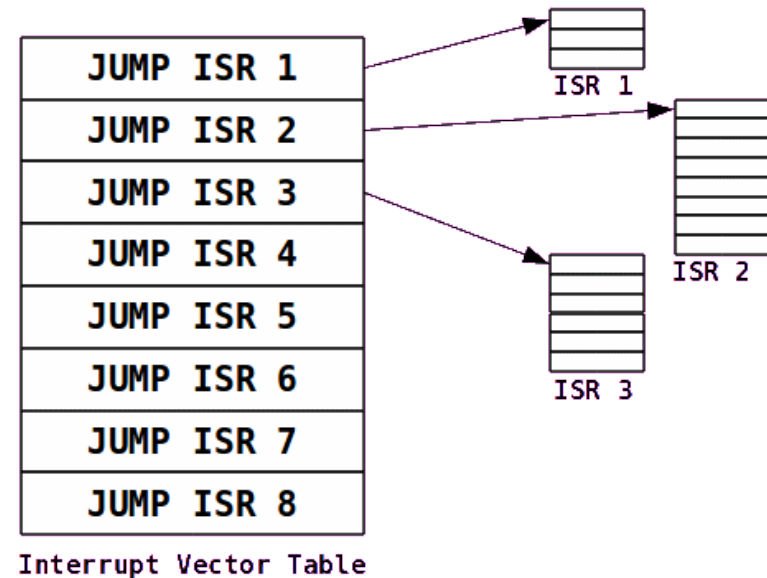 JUMP ISR 1
JUMP ISR 2
JUMP ISR 3
JUMP ISR 4
JUMP ISR 5
JUMP ISR 6
JUMP ISR 7
JUMP ISR 8
Interrupt Vector Table
ISR 1
ISR 2
ISR 3